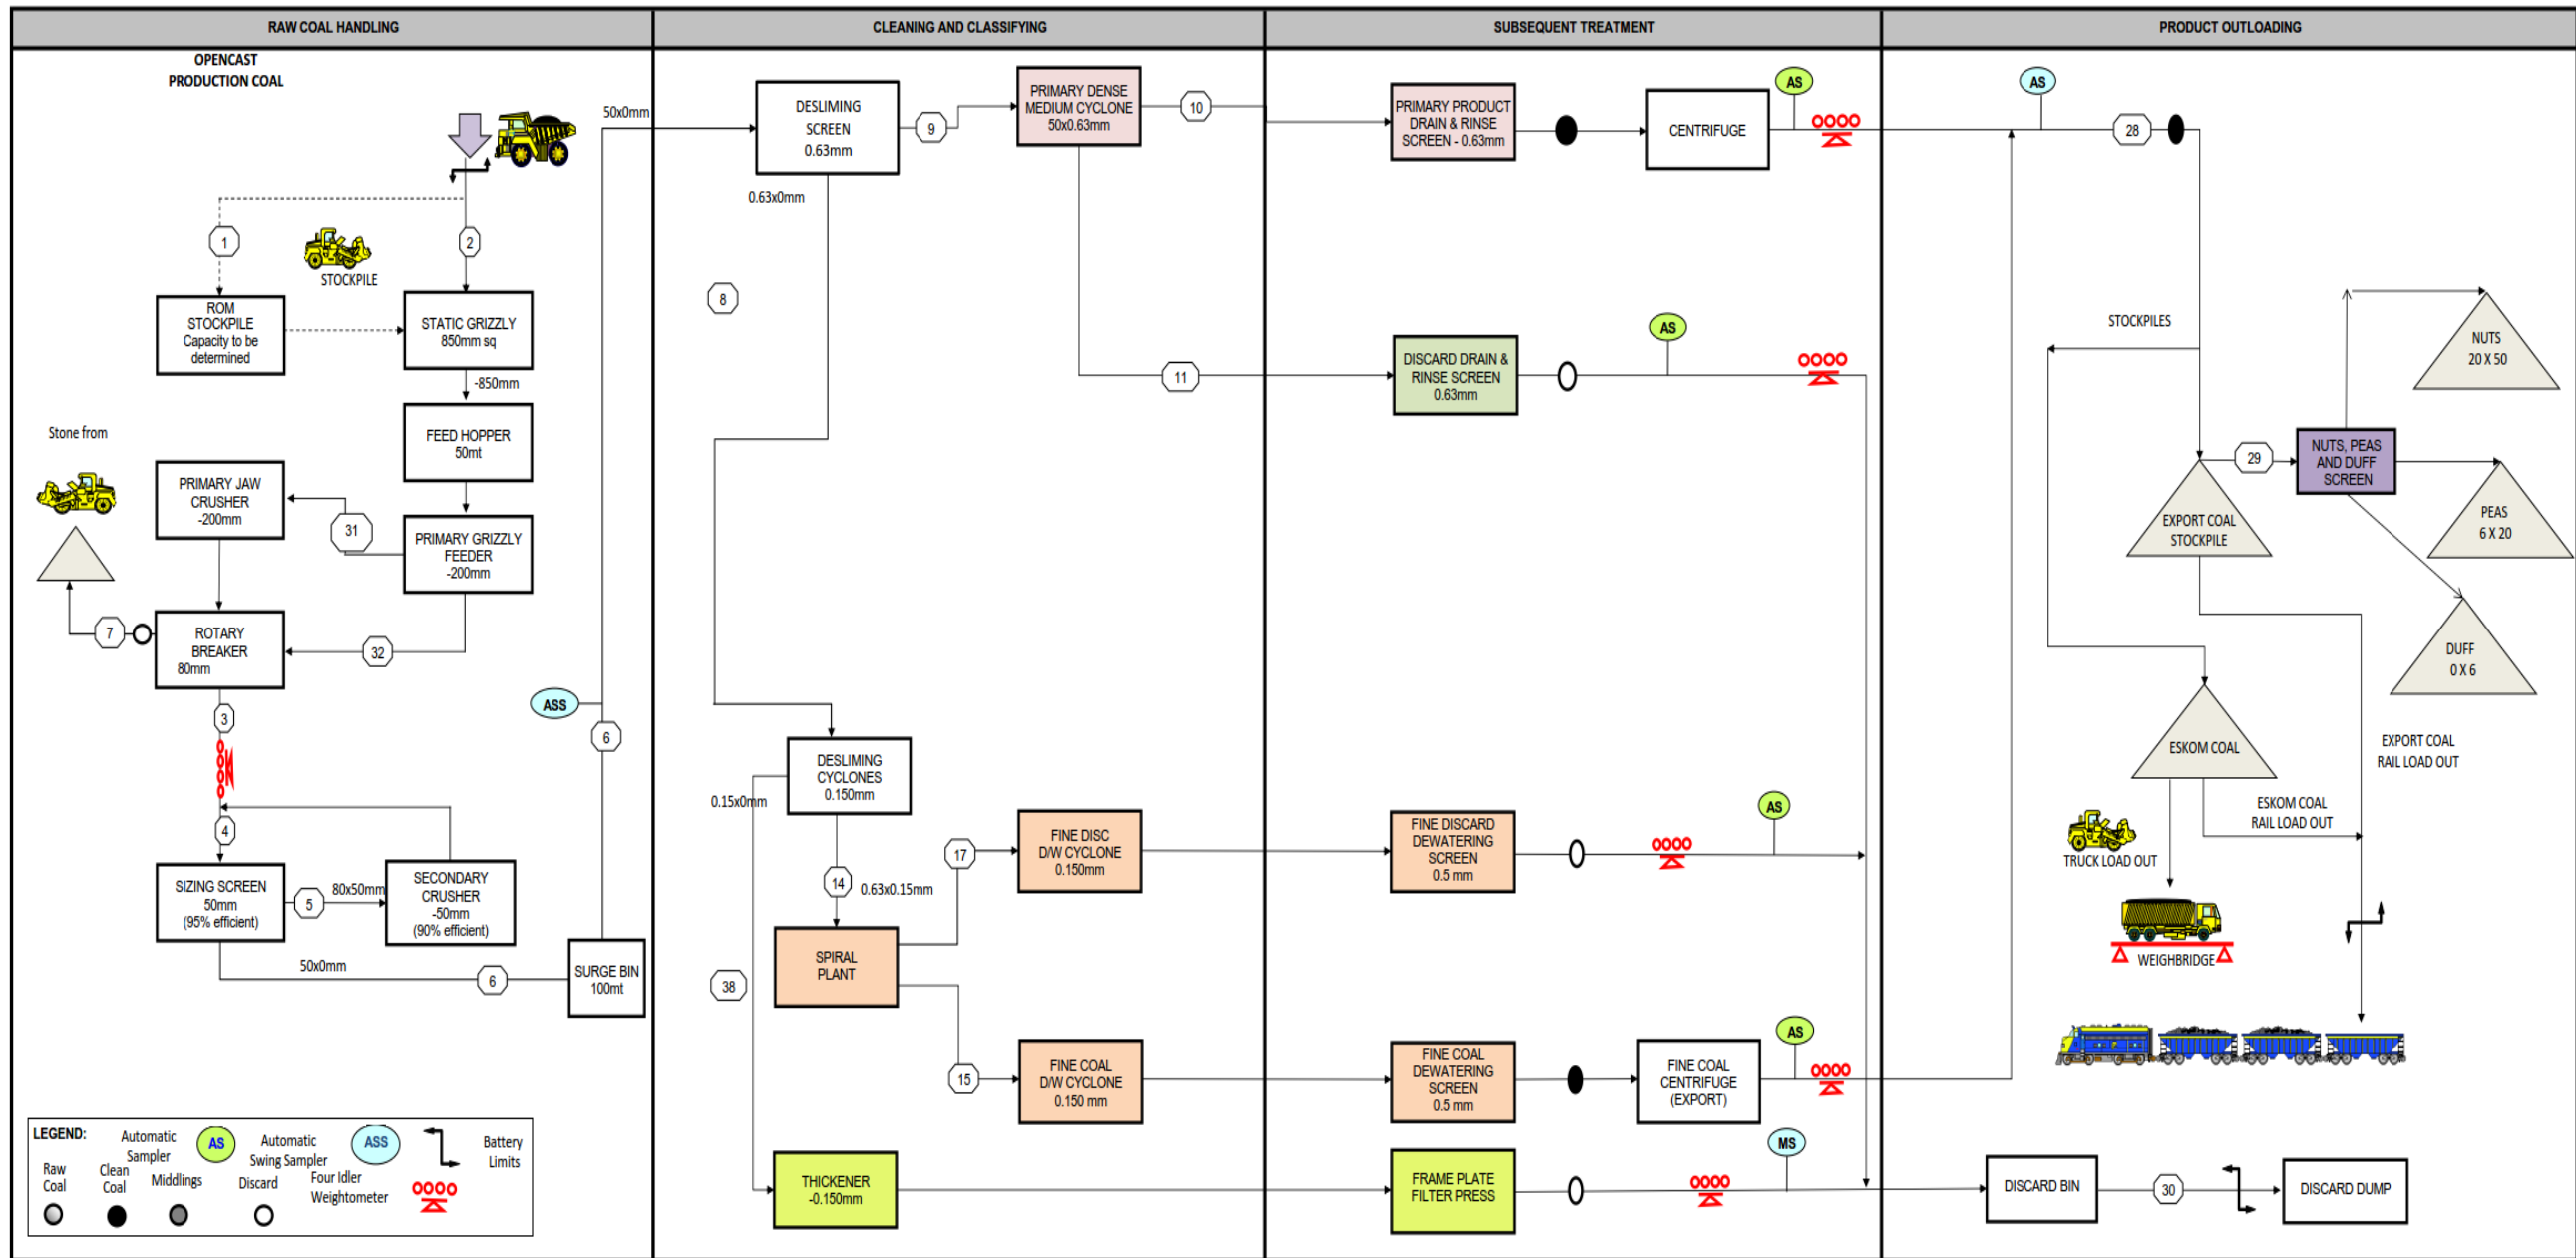 RAW COAL HANDLING
CLEANING AND CLASSIFYING
SUBSEQUENT TREATMENT
PRODUCT OUTLOADING
OPENCAST
PRODUCTION COAL
1
2
STOCKPILE
ROM
STOCKPILE
Capacity to be
determined
STATIC GRIZZLY
850mm sq
-850mm
FEED HOPPER
50mt
Stone from
PRIMARY JAW
CRUSHER
-200mm
31
PRIMARY GRIZZLY
FEEDER
-200mm
7
ROTARY
BREAKER
80mm
32
3
4
SIZING SCREEN
50mm
(95% efficient)
5
80x50mm
SECONDARY
CRUSHER
-50mm
(90% efficient)
50x0mm
6
SURGE BIN
100mt
6
ASS
50x0mm
DESLIMING
SCREEN
0.63mm
9
PRIMARY DENSE
MEDIUM CYCLONE
50x0.63mm
10
0.63x0mm
8
11
DESLIMING
CYCLONES
0.150mm
0.15x0mm
14
0.63x0.15mm
17
FINE DISC
D/W CYCLONE
0.150mm
SPIRAL
PLANT
38
15
FINE COAL
D/W CYCLONE
0.150 mm
THICKENER
-0.150mm
PRIMARY PRODUCT
DRAIN & RINSE
SCREEN - 0.63mm
CENTRIFUGE
AS
DISCARD DRAIN &
RINSE SCREEN
0.63mm
AS
FINE DISCARD
DEWATERING
SCREEN
0.5 mm
AS
FINE COAL
DEWATERING
SCREEN
0.5 mm
FINE COAL
CENTRIFUGE
(EXPORT)
AS
FRAME PLATE
FILTER PRESS
MS
AS
28
STOCKPILES
NUTS
20 X 50
29
NUTS, PEAS
AND DUFF
SCREEN
EXPORT COAL
STOCKPILE
PEAS
6 X 20
DUFF
0 X 6
ESKOM COAL
EXPORT COAL
RAIL LOAD OUT
ESKOM COAL
RAIL LOAD OUT
TRUCK LOAD OUT
WEIGHBRIDGE
DISCARD BIN
30
DISCARD DUMP
LEGEND:
Automatic
Sampler
AS
Automatic
Swing Sampler
ASS
Battery
Limits
Raw
Coal
Clean
Coal
Middlings
Discard
Four Idler
Weightometer